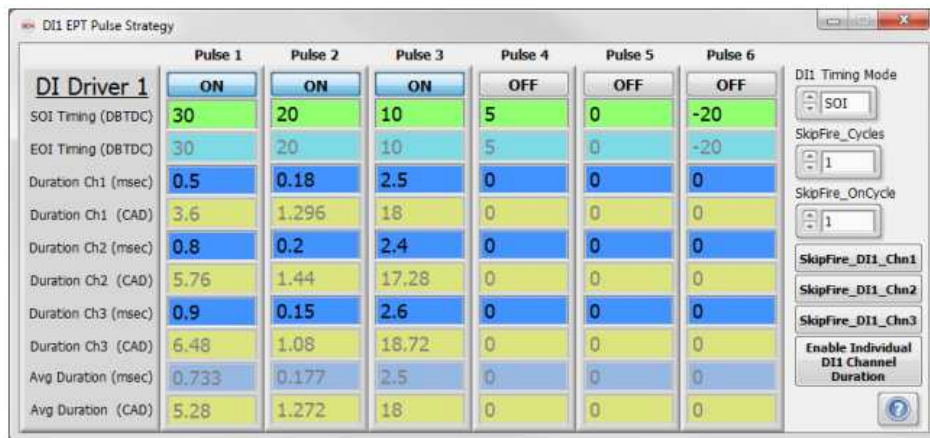 DI1 EPT Pulse Strategy
Pulse 1 Pulse 2 Pulse 3 Pulse 4 Pulse 5 Pulse 6
DI Driver 1 ON ON ON OFF OFF OFF
SOI Timing (DBTDC) 30 20 10 5 0 -20
EOI Timing (DBTDC) 30 20 10 5 0 -20
Duration Ch1 (msec) 0.5 0.18 2.5 0 0 0
Duration Ch1 (CAD) 3.6 1.296 18 0 0 0
Duration Ch2 (msec) 0.8 0.2 2.4 0 0 0
Duration Ch2 (CAD) 5.76 1.44 17.28 0 0 0
Duration Ch3 (msec) 0.9 0.15 2.6 0 0 0
Duration Ch3 (CAD) 6.48 1.08 18.72 0 0 0
Avg Duration (msec) 0.733 0.177 2.5 0 0 0
Avg Duration (CAD) 5.28 1.272 18 0 0 0
DI1 Timing Mode
SOI
SkipFire_Cycles
1
SkipFire_OnCycle
1
SkipFire_DI1_Chn1
SkipFire_DI1_Chn2
SkipFire_DI1_Chn3
Enable Individual
DI1 Channel
Duration
?